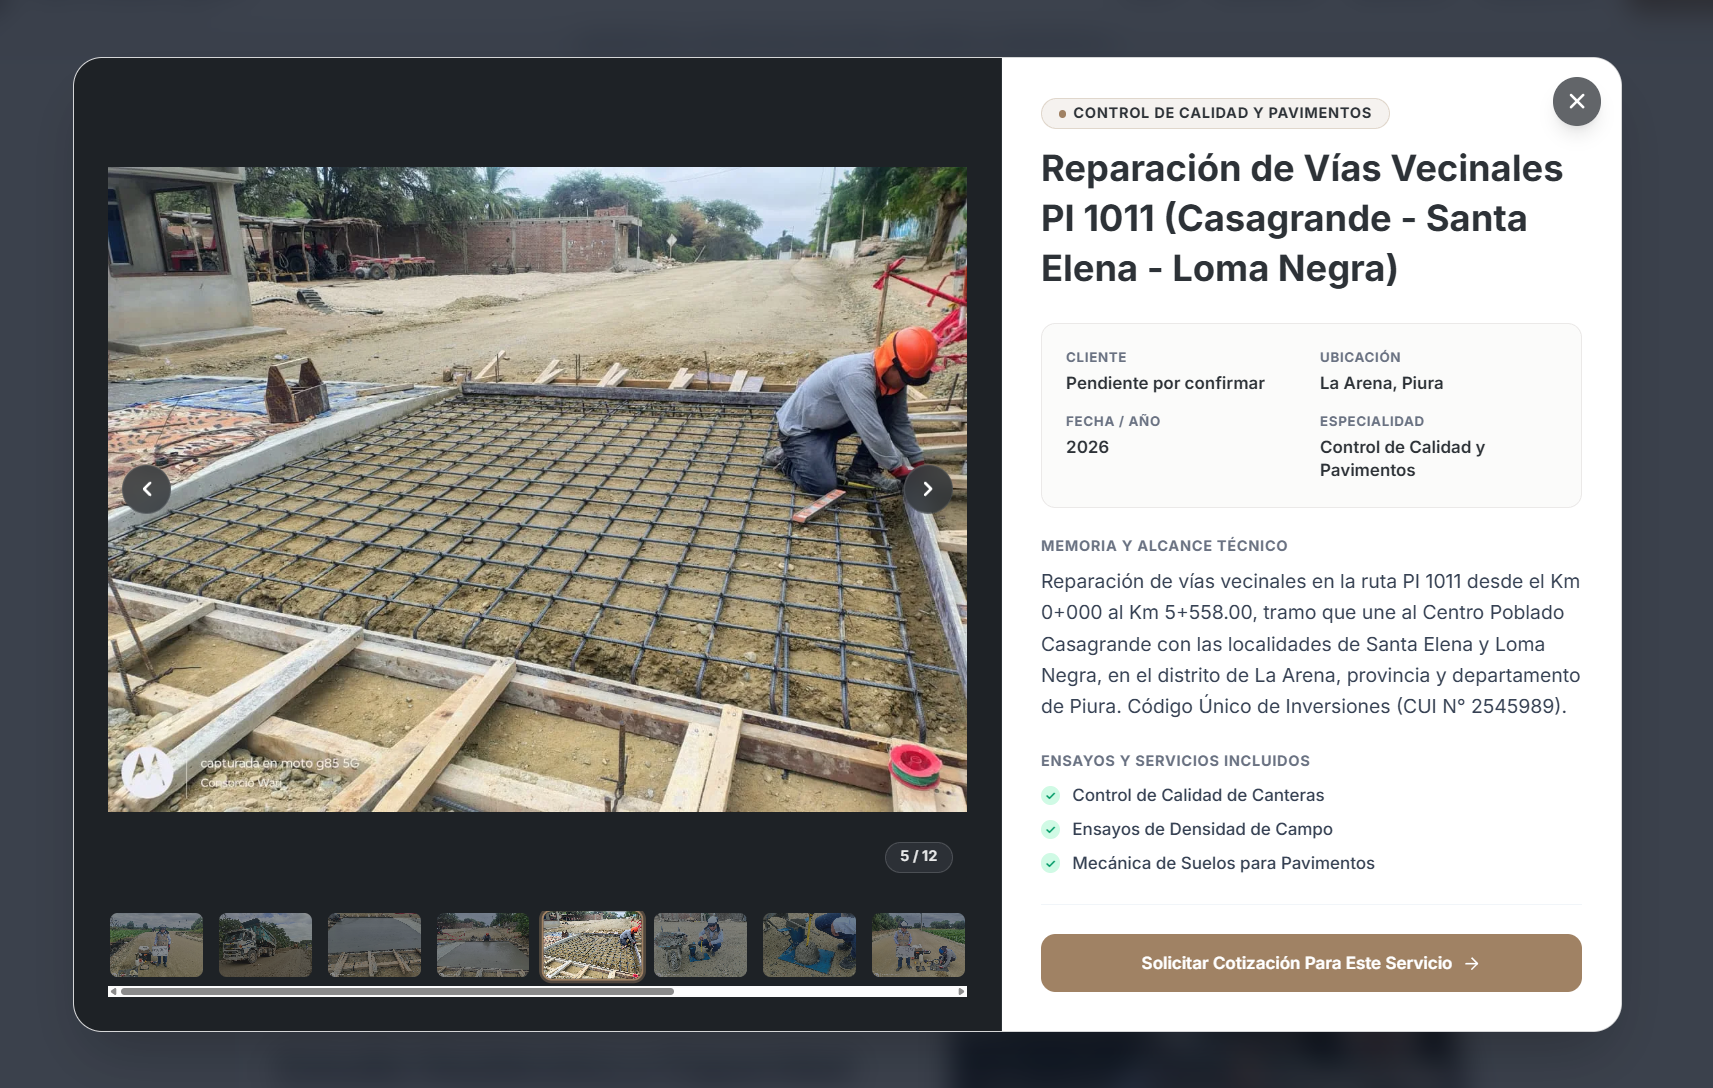 CONTROL DE CALIDAD Y PAVIMENTOS
Reparación de Vías Vecinales
PI 1011 (Casagrande - Santa
Elena - Loma Negra)
CLIENTE
Pendiente por confirmar
UBICACIÓN
La Arena, Piura
FECHA / AÑO
2026
ESPECIALIDAD
Control de Calidad y
Pavimentos
MEMORIA Y ALCANCE TÉCNICO
Reparación de vías vecinales en la ruta PI 1011 desde el Km
0+000 al Km 5+558.00, tramo que une al Centro Poblado
Casagrande con las localidades de Santa Elena y Loma
Negra, en el distrito de La Arena, provincia y departamento
de Piura. Código Único de Inversiones (CUI N° 2545989).
ENSAYOS Y SERVICIOS INCLUIDOS
Control de Calidad de Canteras
Ensayos de Densidad de Campo
Mecánica de Suelos para Pavimentos
Solicitar Cotización Para Este Servicio →
capturada en moto g85 5G
Consorcio Wari
5 / 12